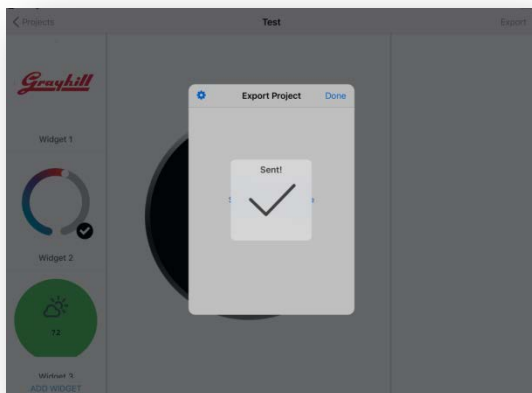 Projects
Test
Export
Grayhill
Widget 1
Export Project
Done
Sent!
Widget 2
72
Widget 3
ADD WIDGET